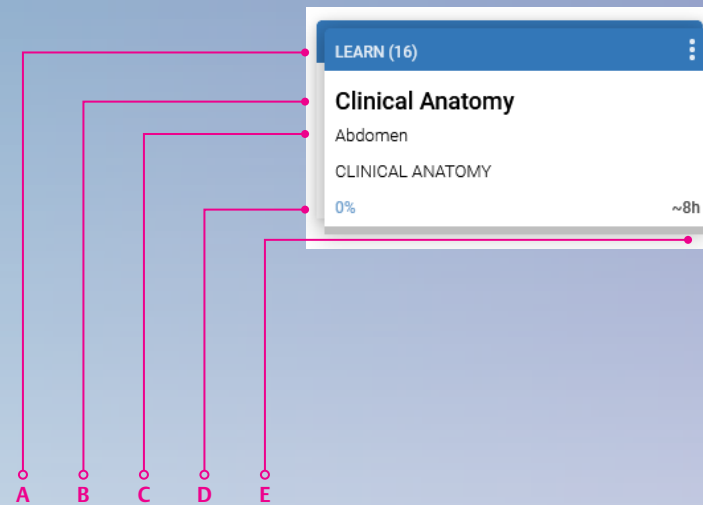 LEARN (16)
Clinical Anatomy
Abdomen
CLINICAL ANATOMY
0% ~8h
A B C D E